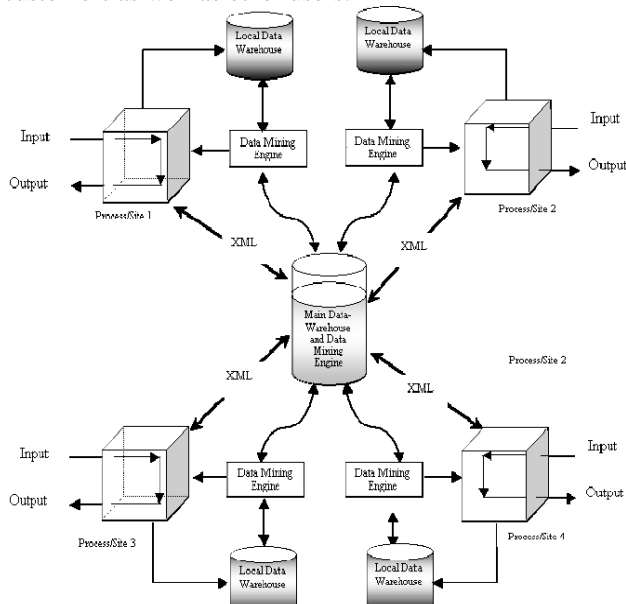 Local Data
Warehouse
Local Data
Warehouse
Input
Output
Data Mining
Engine
Data Mining
Engine
Input
Output
Process/Site 1
Process/Site 2
XML
XML
Main Data-
Warehouse
and Data
Mining
Engine
Process/Site 2
XML
XML
Input
Output
Data Mining
Engine
Data Mining
Engine
Input
Output
Process/Site 3
Process/Site 4
Local Data
Warehouse
Local Data
Warehouse